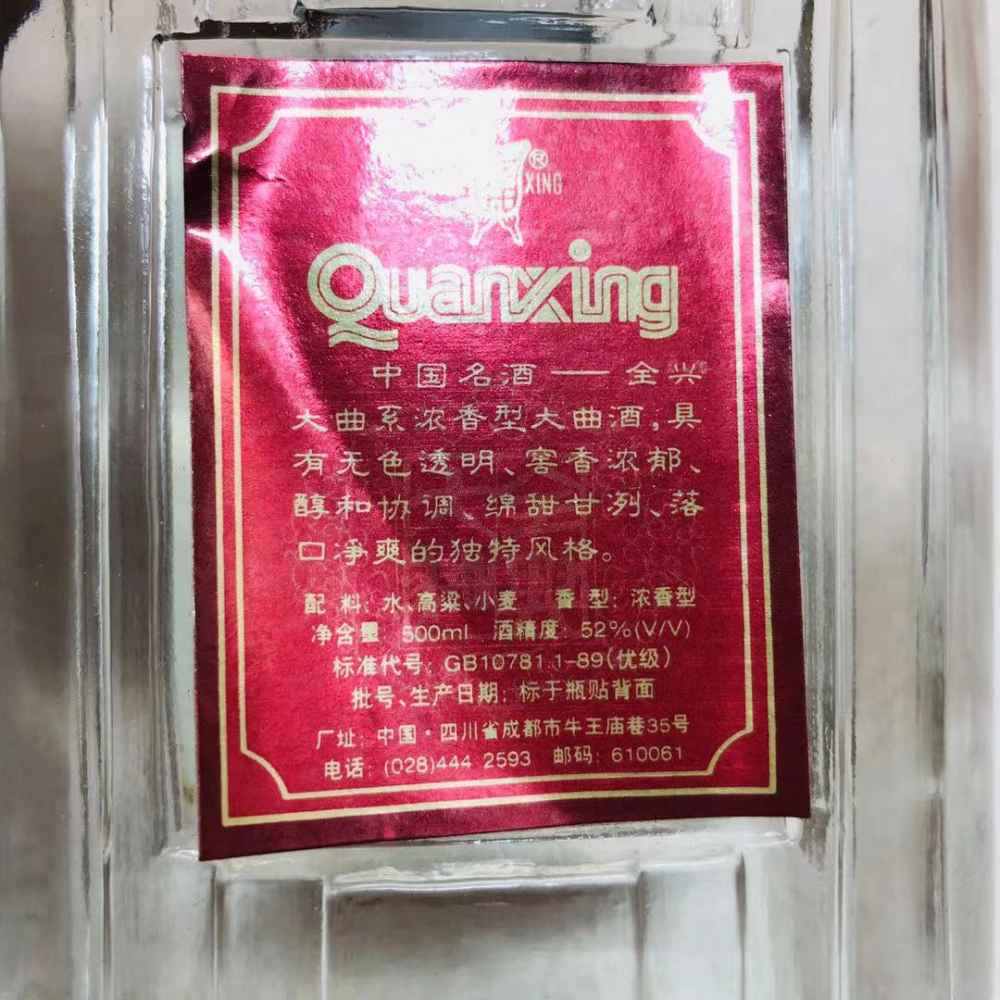 ®
XING
Quanxing
中国名酒——全兴
大曲系浓香型大曲酒,具
有无色透明、窖香浓郁、
醇和协调、绵甜甘洌、落
口净爽的独特风格。
配料:水、高粱、小麦 香型:浓香型
净含量:500ml 酒精度:52%(V/V)
标准代号:GB10781.1-89(优级)
批号、生产日期:标于瓶贴背面
厂址:中国·四川省成都市牛王庙巷35号
电话:(028)444 2593 邮码:610061